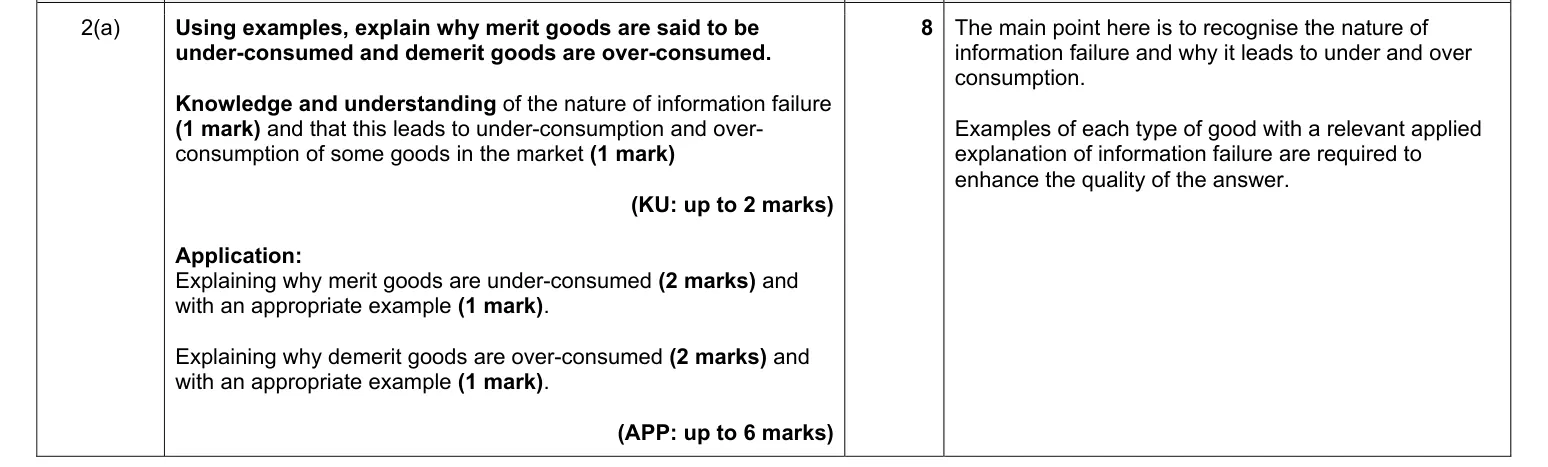 2(a)
Using examples, explain why merit goods are said to be
under-consumed and demerit goods are over-consumed.
Knowledge and understanding of the nature of information failure
(1 mark) and that this leads to under-consumption and over-
consumption of some goods in the market (1 mark)
(KU: up to 2 marks)
Application:
Explaining why merit goods are under-consumed (2 marks) and
with an appropriate example (1 mark).
Explaining why demerit goods are over-consumed (2 marks) and
with an appropriate example (1 mark).
(APP: up to 6 marks)
8
The main point here is to recognise the nature of
information failure and why it leads to under and over
consumption.
Examples of each type of good with a relevant applied
explanation of information failure are required to
enhance the quality of the answer.